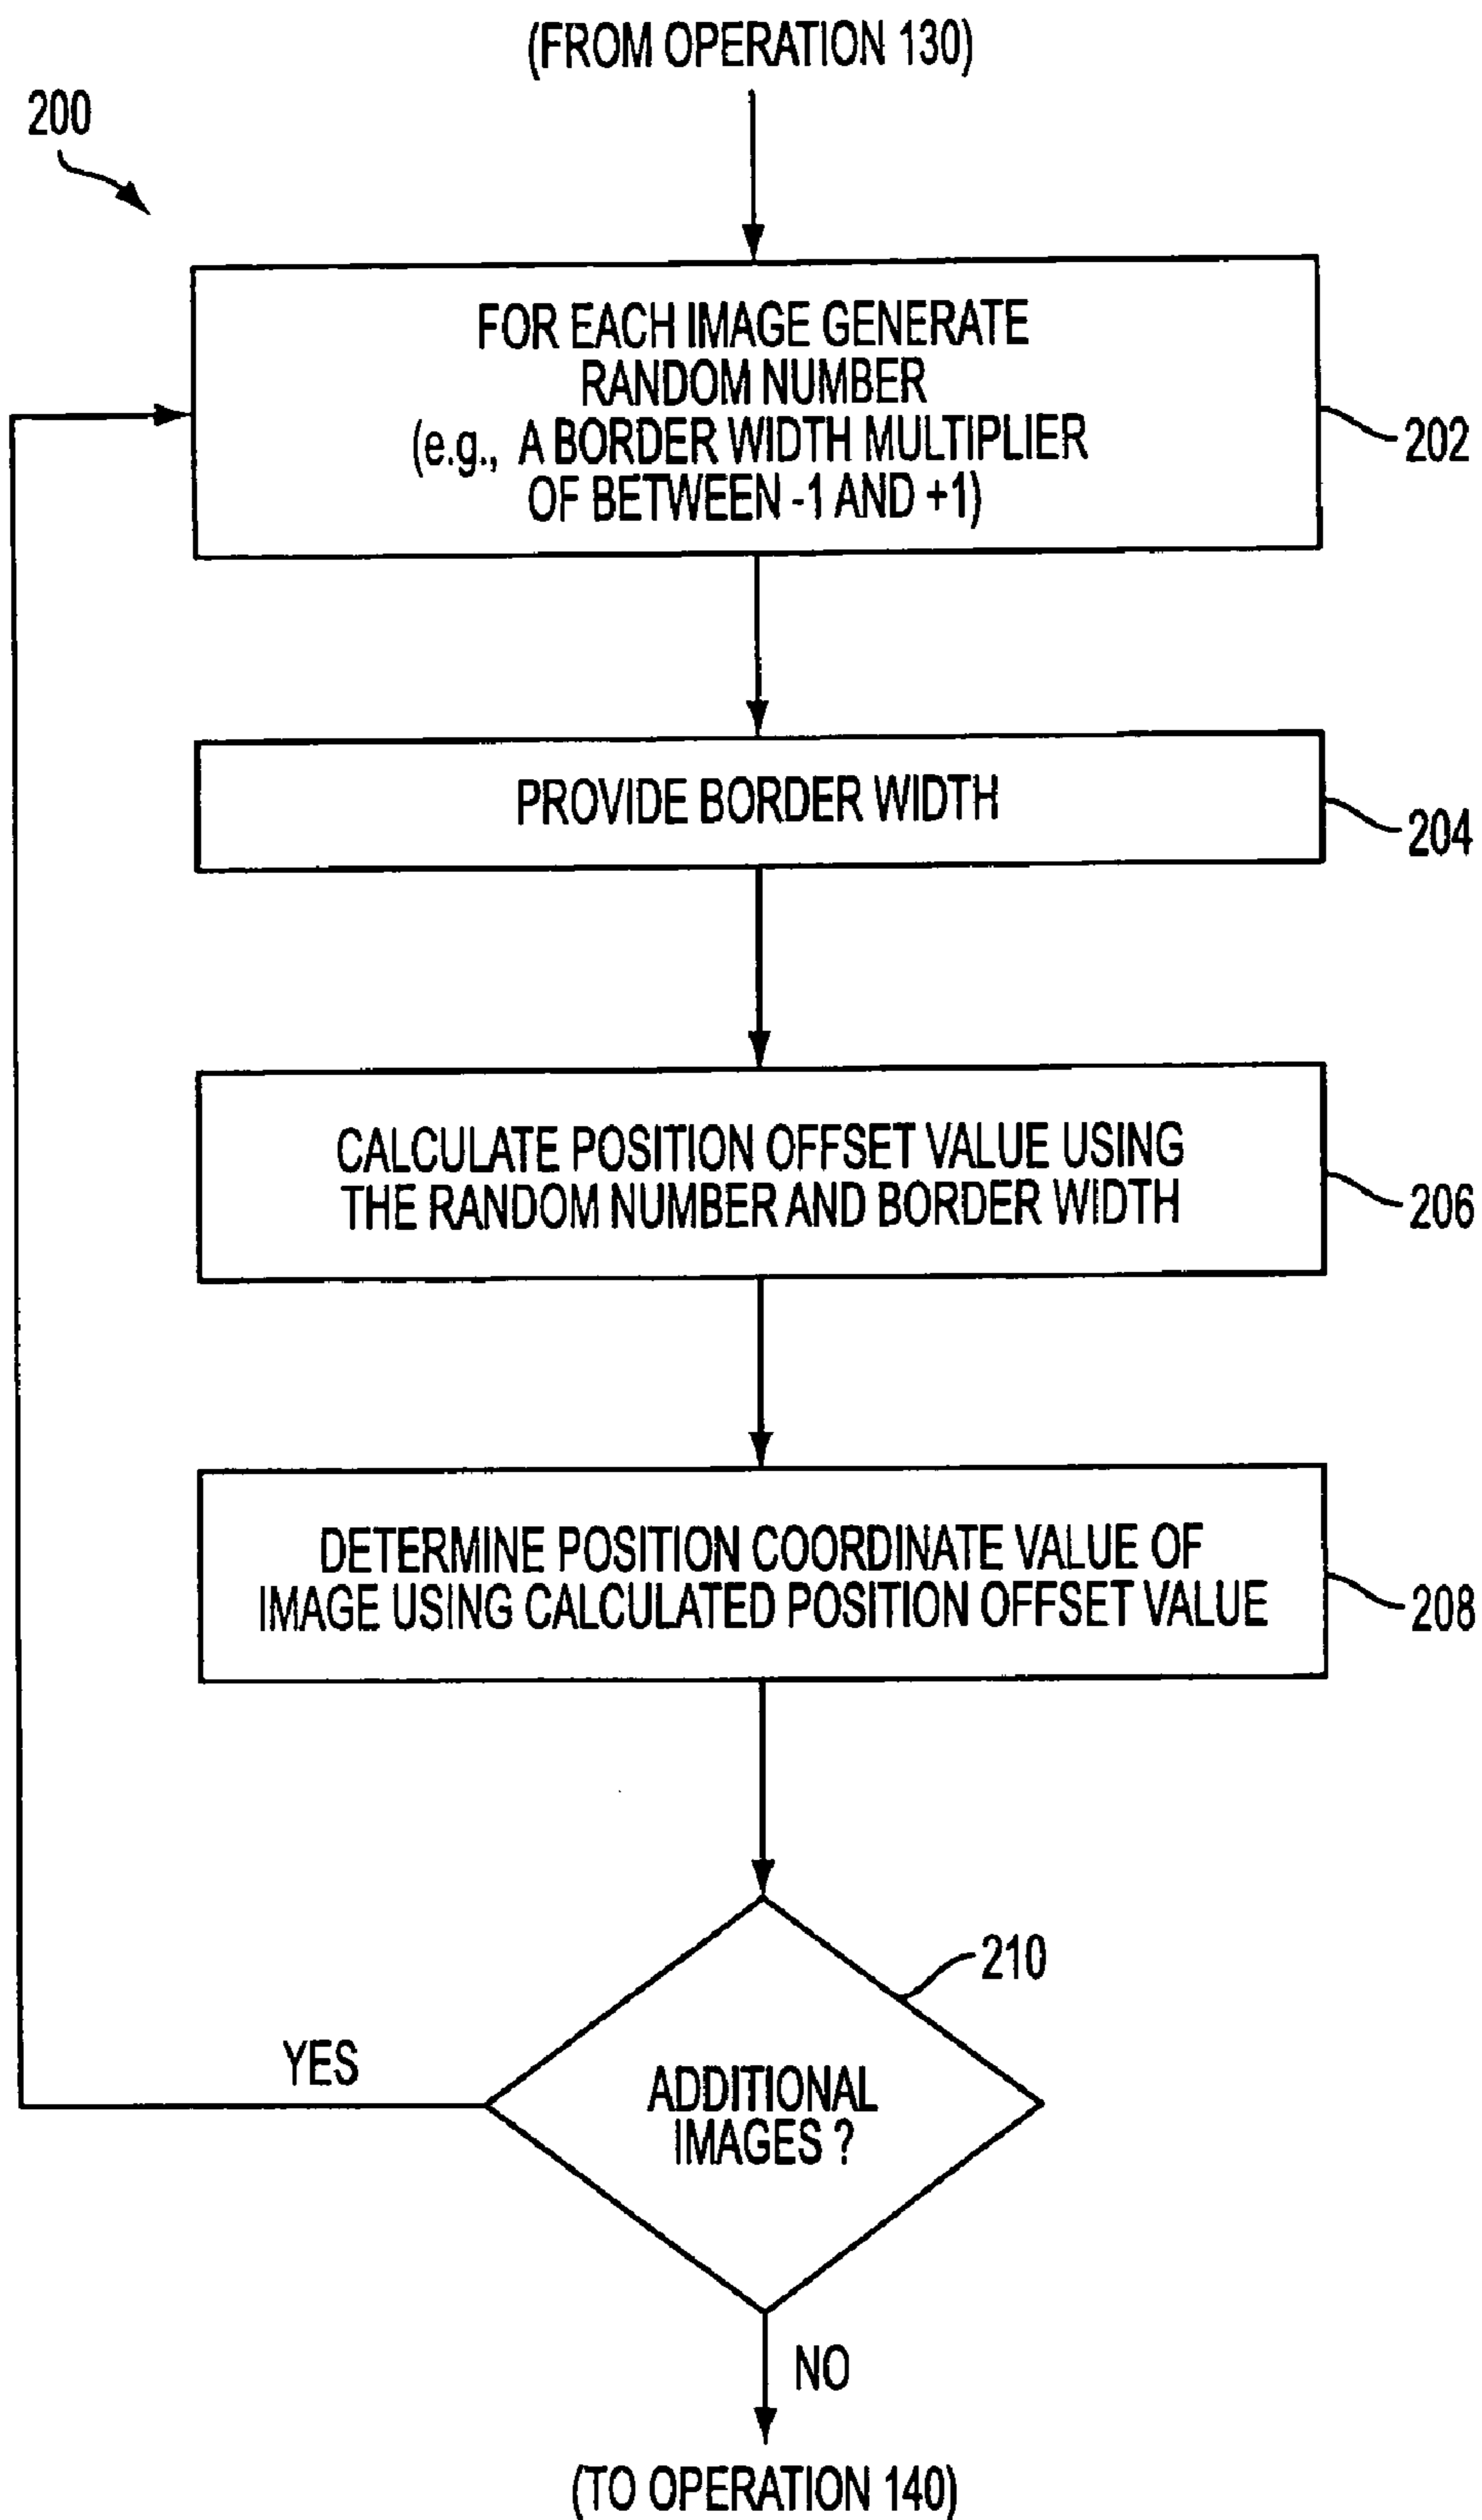 (FROM OPERATION 130)
200
FOR EACH IMAGE GENERATE
RANDOM NUMBER
(e.g., A BORDER WIDTH MULTIPLIER
OF BETWEEN -1 AND +1)
202
PROVIDE BORDER WIDTH
204
CALCULATE POSITION OFFSET VALUE USING
THE RANDOM NUMBER AND BORDER WIDTH
206
DETERMINE POSITION COORDINATE VALUE OF
IMAGE USING CALCULATED POSITION OFFSET VALUE
208
210
YES
ADDITIONAL
IMAGES ?
NO
(TO OPERATION 140)